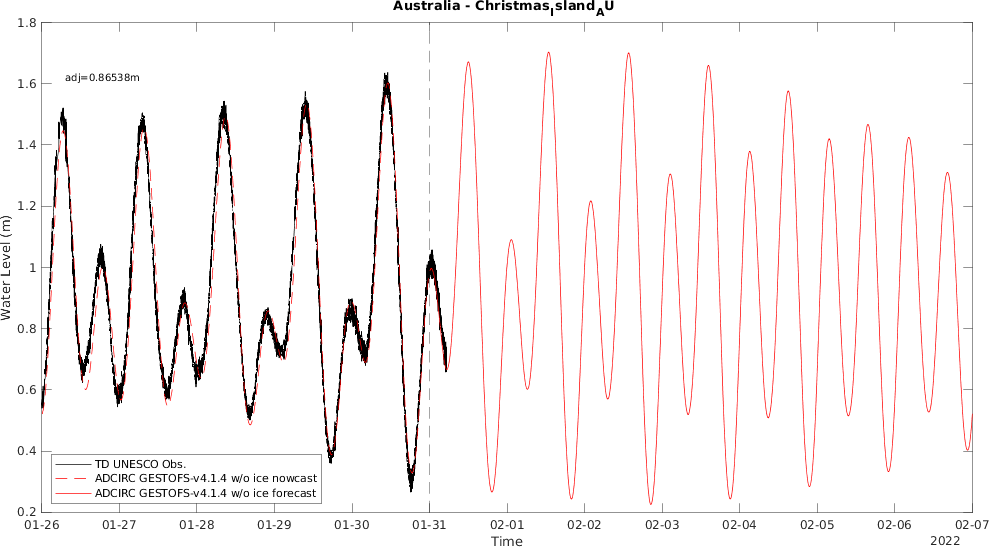 Australia - Christmas_Island_AU
adj=0.86538m
1.8
1.6
1.4
1.2
1
0.8
0.6
0.4
0.2
Water Level (m)
TD UNESCO Obs.
ADCIRC GESTOFS-v4.1.4 w/o ice nowcast
ADCIRC GESTOFS-v4.1.4 w/o ice forecast
01-26 01-27 01-28 01-29 01-30 01-31 02-01 02-02 02-03 02-04 02-05 02-06 02-07
Time
2022